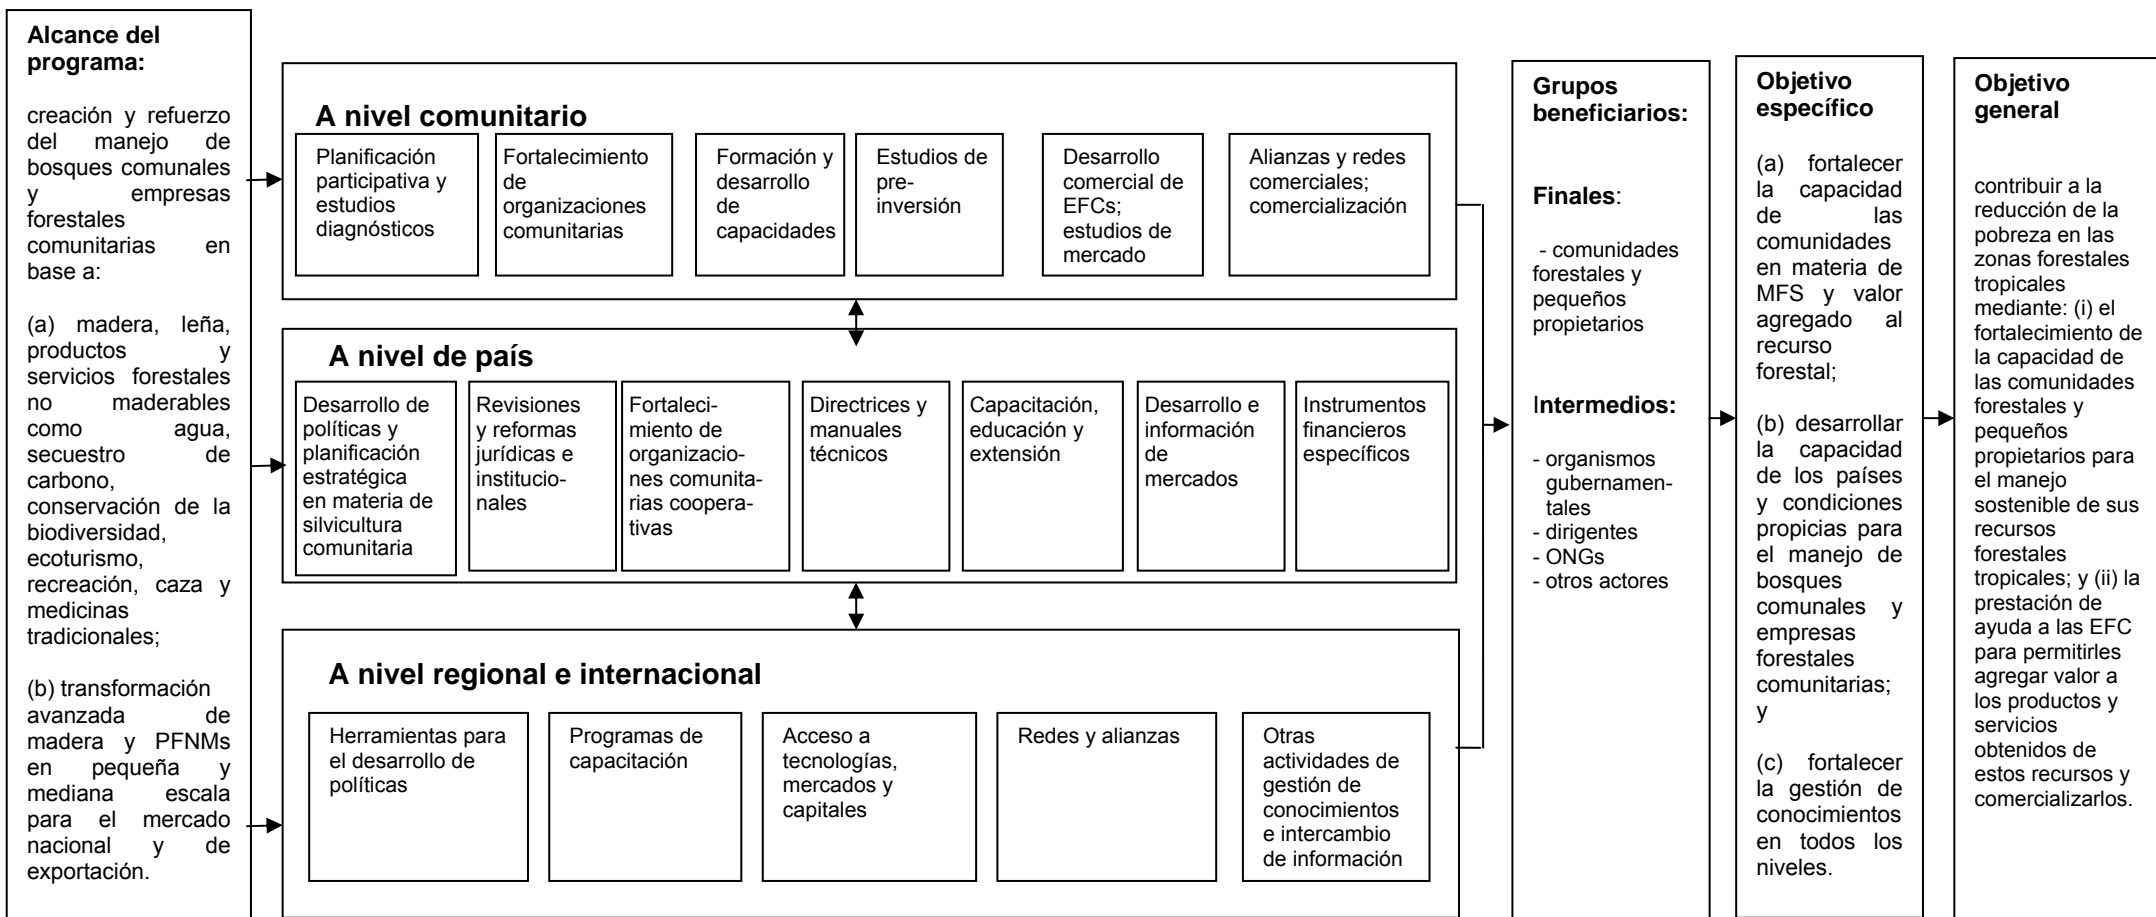 Alcance del
programa:
creación y refuerzo
del manejo de
bosques comunales
y empresas
forestales
comunitarias en
base a:
(a) madera, leña,
productos y
servicios forestales
no maderables
como agua,
secuestro de
carbono,
conservación de la
biodiversidad,
ecoturismo,
recreación, caza y
medicinas
tradicionales;
(b) transformación
avanzada de
madera y PFNMs
en pequeña y
mediana escala
para el mercado
nacional y de
exportación.
A nivel comunitario
Planificación
participativa y
estudios
diagnósticos
Fortalecimiento
de
organizaciones
comunitarias
Formación y
desarrollo
de
capacidades
Estudios de
pre-
inversión
Desarrollo
comercial de
EFCs;
estudios de
mercado
Alianzas y redes
comerciales;
comercialización
A nivel de país
Desarrollo de
políticas y
planificación
estratégica
en materia de
silvicultura
comunitaria
Revisiones
y reformas
jurídicas e
institucio-
nales
Fortaleci-
miento de
organizacio-
nes comunita-
rias coopera-
tivas
Directrices y
manuales
técnicos
Capacitación,
educación y
extensión
Desarrollo e
información
de
mercados
Instrumentos
financieros
específicos
A nivel regional e internacional
Herramientas para
el desarrollo de
políticas
Programas de
capacitación
Acceso a
tecnologías,
mercados y
capitales
Redes y alianzas
Otras
actividades de
gestión de
conocimientos
e intercambio
de información
Grupos
beneficiarios:
Finales:
- comunidades
forestales y
pequeños
propietarios
Intermedios:
- organismos
gubernamen-
tales
- dirigentes
- ONGs
- otros actores
Objetivo
específico
(a) fortalecer
la capacidad
de las
comunidades
en materia de
MFS y valor
agregado al
recurso
forestal;
(b) desarrollar
la capacidad
de los países
y condiciones
propicias para
el manejo de
bosques
comunales y
empresas
forestales
comunitarias;
y
(c) fortalecer
la gestión de
conocimientos
en todos los
niveles.
Objetivo
general
contribuir a la
reducción de la
pobreza en las
zonas forestales
tropicales
mediante: (i) el
fortalecimiento de
la capacidad de
las comunidades
forestales y
pequeños
propietarios para
el manejo
sostenible de sus
recursos
forestales
tropicales; y (ii) la
prestación de
ayuda a las EFC
para permitirles
agregar valor a
los productos y
servicios
obtenidos de
estos recursos y
comercializarlos.